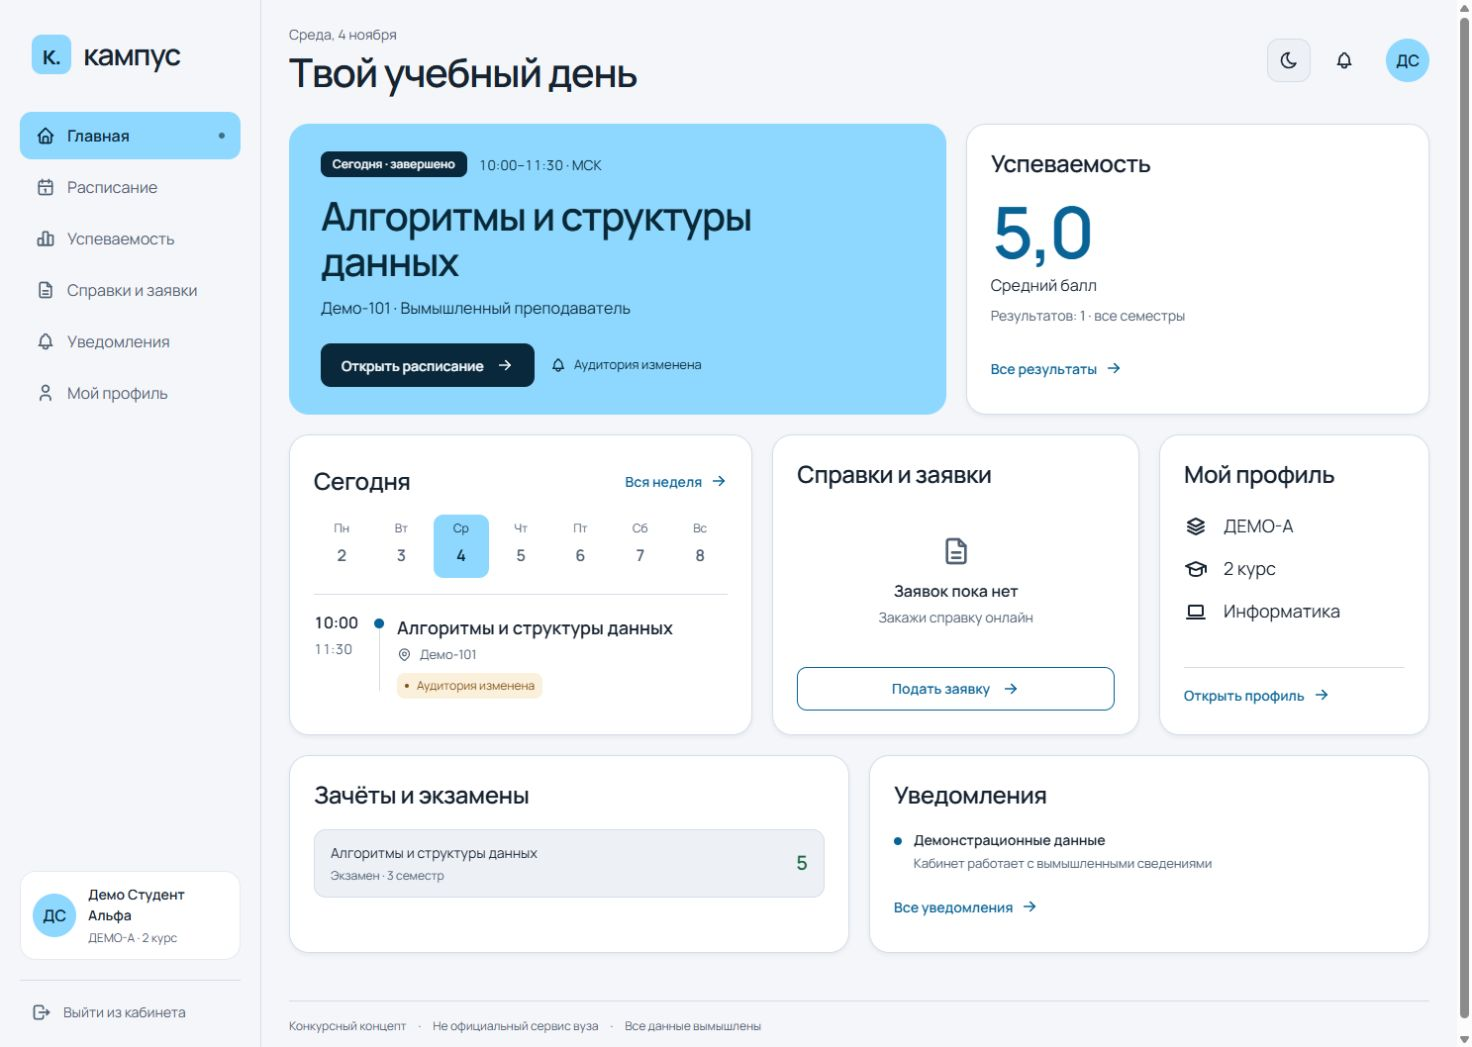 к. кампус
Главная
Расписание
Успеваемость
Справки и заявки
Уведомления
Мой профиль
ДС
Демо Студент
Альфа
ДЕМО-А · 2 курс
Выйти из кабинета
Среда, 4 ноября
Твой учебный день
ДС
Сегодня · завершено 10:00–11:30 · МСК
Алгоритмы и структуры
данных
Демо-101 · Вымышленный преподаватель
Открыть расписание → Аудитория изменена
Успеваемость
5,0
Средний балл
Результатов: 1 · все семестры
Все результаты →
Сегодня Вся неделя →
Пн Вт Ср Чт Пт Сб Вс
2 3 4 5 6 7 8
10:00 Алгоритмы и структуры данных
11:30 Демо-101
• Аудитория изменена
Справки и заявки
Заявок пока нет
Закажи справку онлайн
Подать заявку →
Мой профиль
ДЕМО-А
2 курс
Информатика
Открыть профиль →
Зачёты и экзамены
Алгоритмы и структуры данных
Экзамен · 3 семестр
5
Уведомления
Демонстрационные данные
Кабинет работает с вымышленными сведениями
Все уведомления →
Конкурсный концепт · Не официальный сервис вуза · Все данные вымышлены